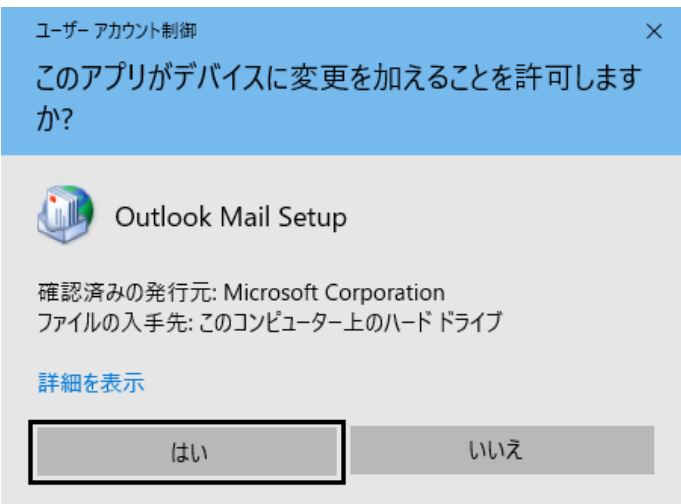 ユーザー アカウント制御
このアプリがデバイスに変更を加えることを許可します
か?
Outlook Mail Setup
確認済みの発行元: Microsoft Corporation
ファイルの入手先: このコンピューター上のハード ドライブ
詳細を表示
はい
いいえ